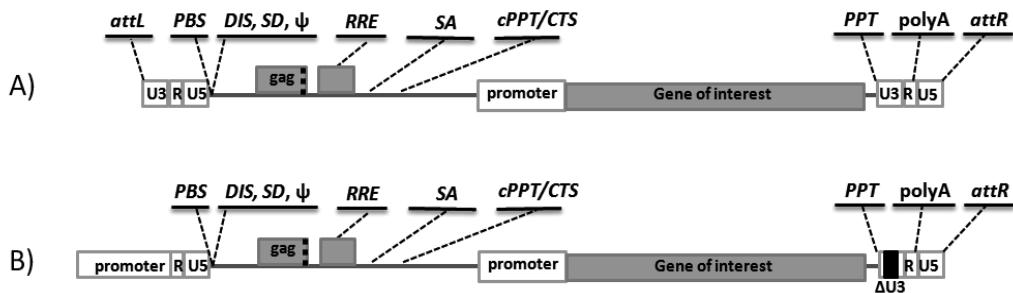 attL PBS DIS, SD, ψ RRE SA cPPT/CTS PPT polyA attR
A) U3 R U5 gag promoter Gene of interest U3 R U5
PBS DIS, SD, ψ RRE SA cPPT/CTS PPT polyA attR
B) promoter R U5 gag promoter Gene of interest R U5
ΔU3